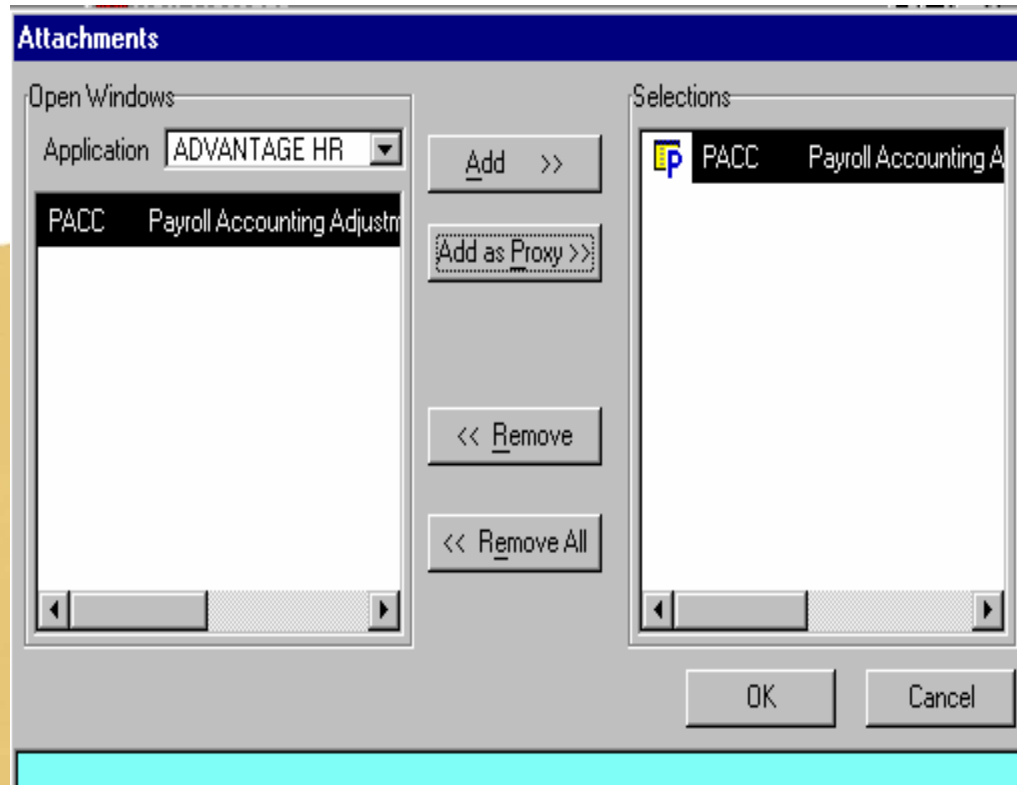 Attachments
Open Windows
Application ADVANTAGE HR
PACC Payroll Accounting Adjustm
Add >>
Add as Proxy >>
<< Remove
<< Remove All
Selections
P PACC Payroll Accounting A
OK Cancel